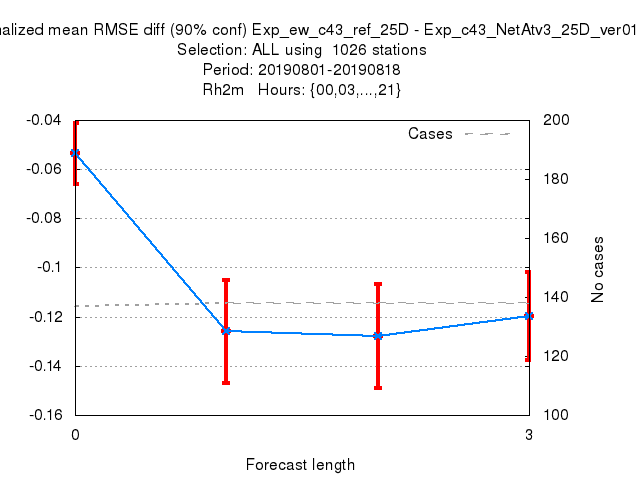 mean RMSE diff (90% conf) Exp_ew_c43_ref_25D - Exp_c43_NetAtv3_25D_ver01
Selection: ALL using 1026 stations
Period: 20190801-20190818
Rh2m Hours: {00,03,...,21}
Cases
-0.04
-0.06
-0.08
-0.1
-0.12
-0.14
-0.16
200
180
160
140
120
100
No cases
0
3
Forecast length